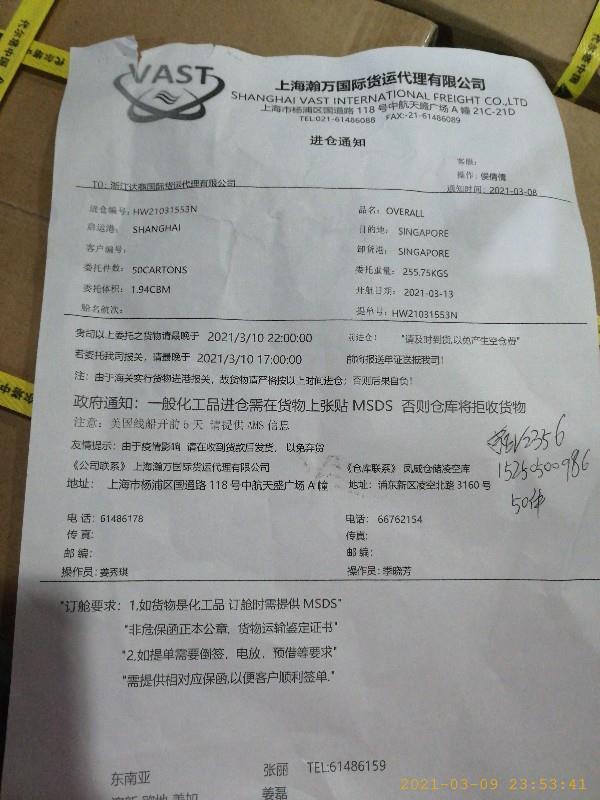 VAST
上海瀚万国际货运代理有限公司
SHANGHAI VAST INTERNATIONAL FREIGHT CO.,LTD
上海市杨浦区国道路 118 号中航天盛广场 A 幢 21C-21D
TEL:021-61486088 FAX:-21-61486089
进仓通知
客服:
操作: 侯倩倩
TO: 浙江达泰国际货运代理有限公司 通知时间: 2021-03-08
进仓编号: HW21031553N 品名: OVERALL
启运港: SHANGHAI 目的地: SINGAPORE
客户编号: 卸货港: SINGAPORE
委托件数: 50CARTONS 委托重量: 255.75KGS
委托体积: 1.94CBM 开航日期: 2021-03-13
船名航次: 提单号: HW21031553N
我司以上委托之货物请最晚于 2021/3/10 22:00:00 前进仓! "请及时到货,以免产生空仓费"
若委托我司报关, 请最晚于 2021/3/10 17:00:00 前将报送单证送报我司!
注: 由于海关实行货物送港报关, 故货物请严格按以上时间进仓; 否则后果自负!
政府通知: 一般化工品进仓需在货物上张贴 MSDS 否则仓库将拒收货物
注意: 美国线船开前 5 天 请提供 AMS 信息
友情提示: 由于疫情影响 请在收到货款后发货, 以免弃货
《公司联系》上海瀚万国际货运代理有限公司 《仓库联系》 凤威仓储凌空库
地址: 上海市杨浦区国道路 118 号中航天盛广场 A 幢 地址: 浦东新区凌空北路 3160 号
V2356
15250500986
50件
电 话: 61486178 电话: 66762154
传 真: 传真:
邮 编: 邮 编:
操作员: 姜秀琪 操作员: 季晓芳
"订舱要求: 1,如货物是化工品 订舱时需提供 MSDS"
"非危保函正本公章, 货物运输鉴定证书"
"2,如提单需要倒签, 电放, 预借等要求"
"需提供相对应保函,以便客户顺利签单."
东南亚 张丽 TEL:61486159
姜磊
2021-03-09 23:53:41